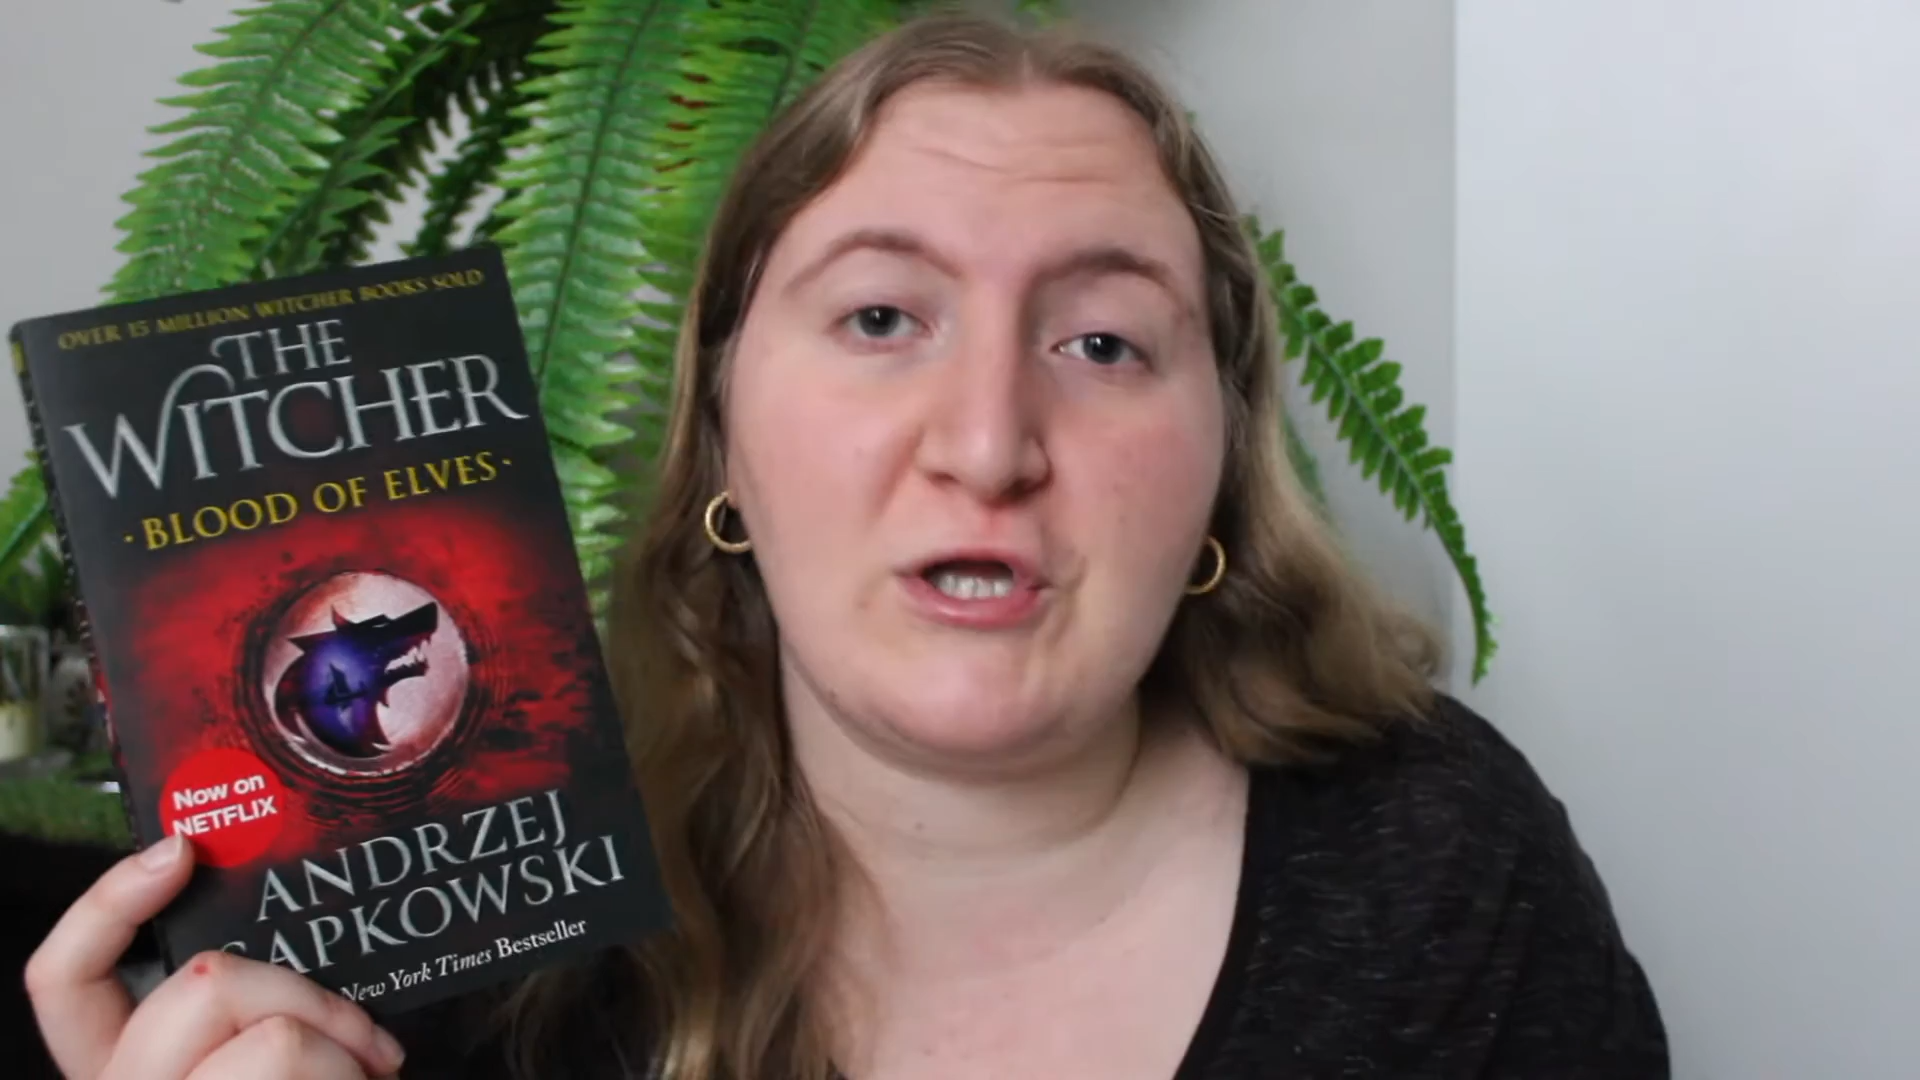 OVER 15 MILLION WITCHER BOOKS SOLD
THE
WITCHER
· BLOOD OF ELVES ·
Now on
NETFLIX
ANDRZEJ
SAPKOWSKI
New York Times Bestseller